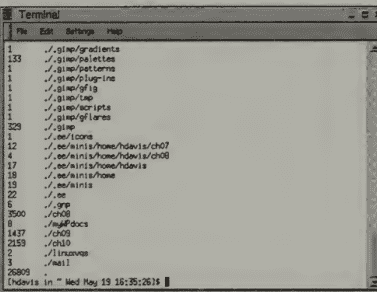 Terminal
File Edit Settings Help
1 ./.gimp/gradients
133 ./.gimp/palettes
1 ./.gimp/patterns
1 ./.gimp/plug-ins
1 ./.gimp/gfig
1 ./.gimp/tmp
1 ./.gimp/scripts
1 ./.gimp/gflares
329 ./.gimp
1 ./.ee/icons
12 ./.ee/minis/home/hdavis/ch07
4 ./.ee/minis/home/hdavis/ch08
17 ./.ee/minis/home/hdavis
18 ./.ee/minis/home
19 ./.ee/minis
22 ./.ee
6 ./.gnp
3500 ./ch08
8 ./myWPdocs
1437 ./ch09
2159 ./ch10
2 ./linuxvgs
3 ./mail
26809 .
[hdavis in ~ Wed May 19 16:35:26]$